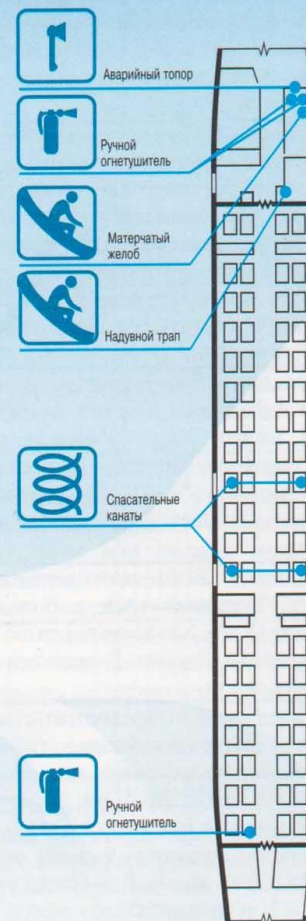 Аварийный топор
Ручной
огнетушитель
Матерчатый
желоб
Надувной трап
Спасательные
канаты
Ручной
огнетушитель